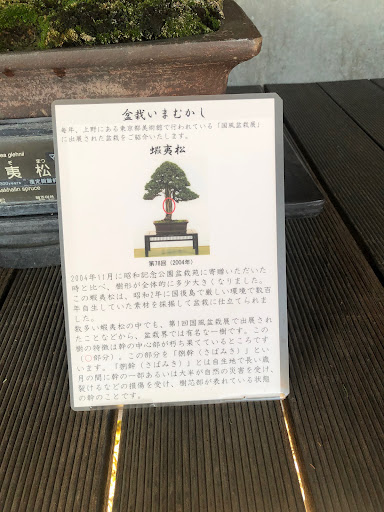 盆栽いまむかし
毎年、上野にある東京都美術館で行われている「国風盆栽展」
に出展された盆栽をご紹介いたします。
蝦夷松
第78回（2004年）
2004年11月に昭和記念公園盆栽苑に寄贈いただいた
時と比べ、樹形が全体的に多少大きくなりました。
この蝦夷松は、昭和2年に国後島で厳しい環境で数百
年自生していた素材を採掘して盆栽に仕立てられま
した。
数多い蝦夷松の中でも、第1回国風盆栽展で出展され
たことなどから、盆栽界では有名な一樹です。この
樹の特徴は幹の中心部が朽ち果てているところです
（〇部分）。この部分を「朽幹（さばみき）」とい
います。「朽幹（さばみき）」とは自生地で長い歳
月の間に幹の一部あるいは大半が自然の災害を受け、
裂けるなどの損傷を受け、樹芯部が表れている状態
の幹のことです。
ea glehnii
夷松
まつ
akhalin spruce